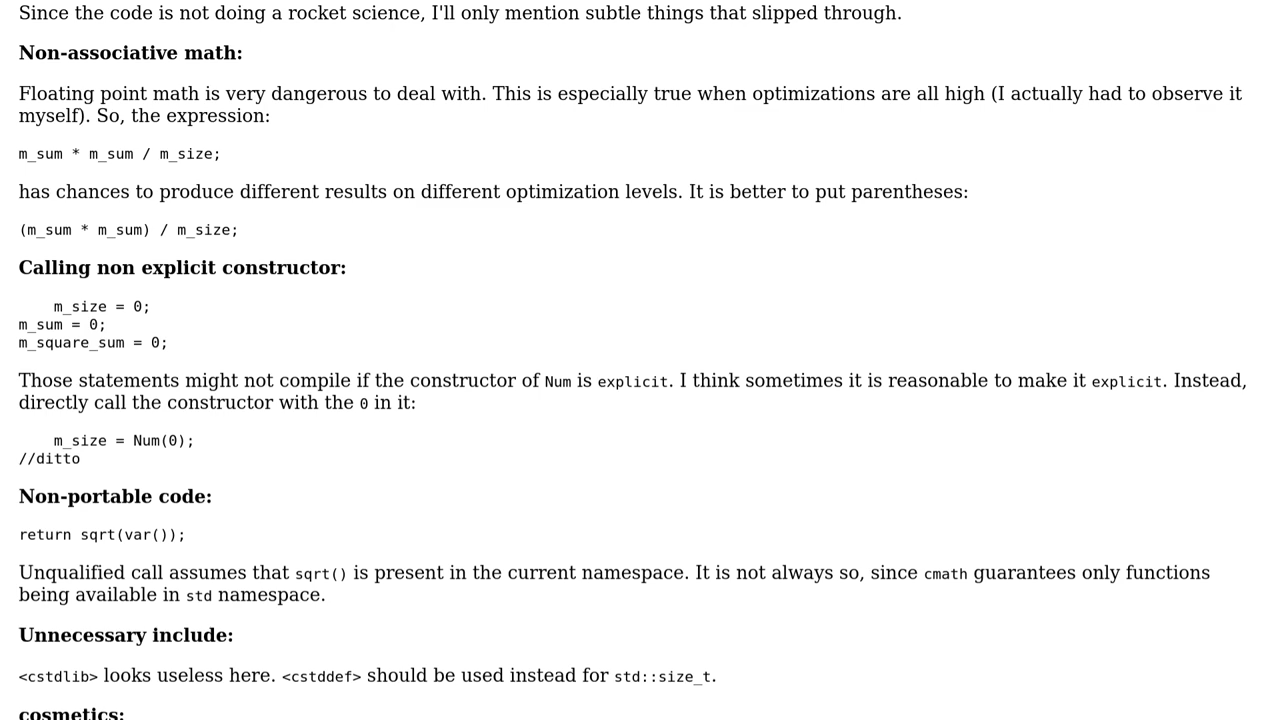 Since the code is not doing a rocket science, I'll only mention subtle things that slipped through.
Non-associative math:
Floating point math is very dangerous to deal with. This is especially true when optimizations are all high (I actually had to observe it
myself). So, the expression:
m_sum * m_sum / m_size;
has chances to produce different results on different optimization levels. It is better to put parentheses:
(m_sum * m_sum) / m_size;
Calling non explicit constructor:
    m_size = 0;
m_sum = 0;
m_square_sum = 0;
Those statements might not compile if the constructor of Num is explicit. I think sometimes it is reasonable to make it explicit. Instead,
directly call the constructor with the 0 in it:
    m_size = Num(0);
//ditto
Non-portable code:
return sqrt(var());
Unqualified call assumes that sqrt() is present in the current namespace. It is not always so, since cmath guarantees only functions
being available in std namespace.
Unnecessary include:
<cstdlib> looks useless here. <cstddef> should be used instead for std::size_t.
cosmetics: